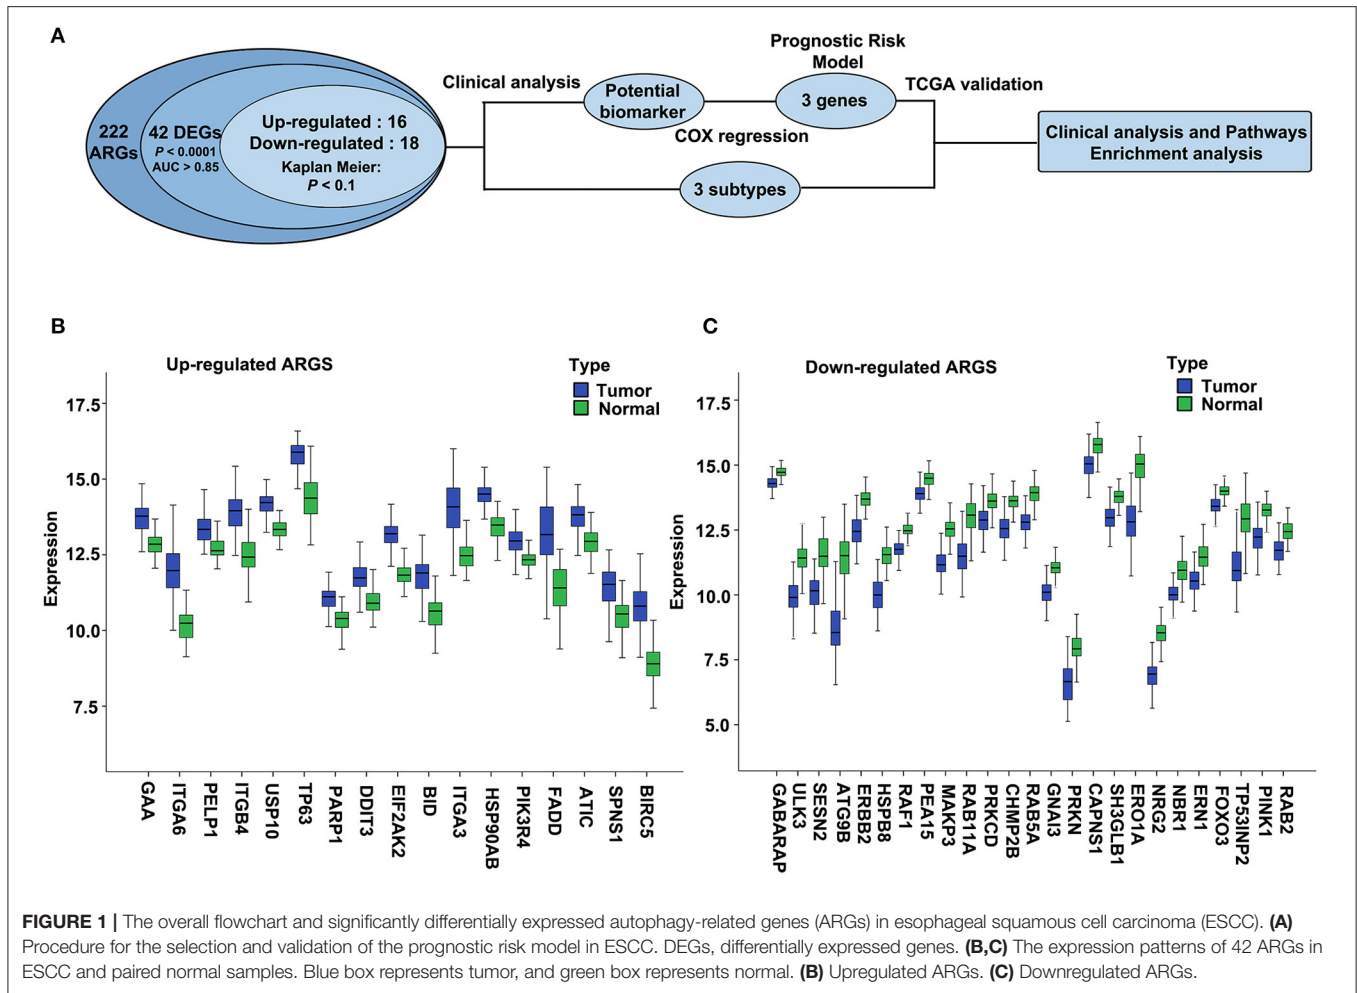 A
222
ARGs
42 DEGs
P < 0.0001
AUC > 0.85
Up-regulated : 16
Down-regulated : 18
Kaplan Meier:
P < 0.1
Clinical analysis
Potential
biomarker
COX regression
Prognostic Risk
Model
3 genes
TCGA validation
3 subtypes
Clinical analysis and Pathways
Enrichment analysis
B
Up-regulated ARGS
Type
Tumor
Normal
Expression
17.5
15.0
12.5
10.0
7.5
GAA
ITGA6
PELP1
ITGB4
USP10
TP63
PARP1
DDIT3
EIF2AK2
BID
ITGA3
HSP90AB
PIK3R4
FADD
ATIC
SPNS1
BIRC5
C
Down-regulated ARGS
Type
Tumor
Normal
Expression
17.5
15.0
12.5
10.0
7.5
5.0
GABARAP
ULK3
SESN2
ATG9B
ERBB2
HSPB8
RAF1
PEA15
MAKP3
RAB11A
PRKCD
CHMP2B
RAB5A
GNAI3
PRKN
CAPNS1
SH3GLB1
ERO1A
NRG2
NBR1
ERN1
FOXO3
TP53INP2
PINK1
RAB2
FIGURE 1 | The overall flowchart and significantly differentially expressed autophagy-related genes (ARGs) in esophageal squamous cell carcinoma (ESCC). (A)
Procedure for the selection and validation of the prognostic risk model in ESCC. DEGs, differentially expressed genes. (B,C) The expression patterns of 42 ARGs in
ESCC and paired normal samples. Blue box represents tumor, and green box represents normal. (B) Upregulated ARGs. (C) Downregulated ARGs.